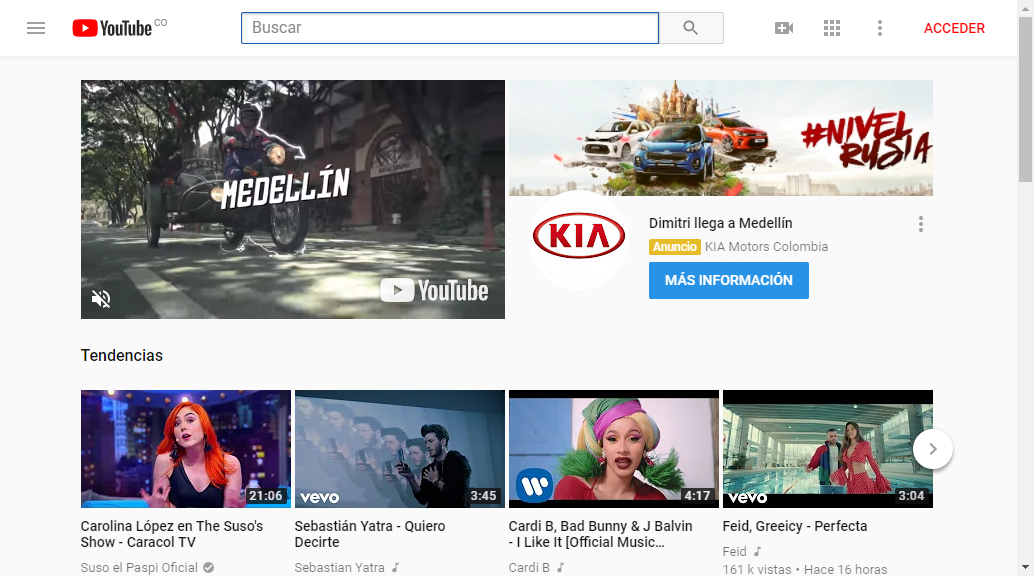 YouTube CO
Buscar
ACCEDER
MEDELLÍN
YouTube
#NIVEL
RUSIA
KIA
Dimitri llega a Medellín
Anuncio KIA Motors Colombia
MÁS INFORMACIÓN
Tendencias
21:06
vevo
3:45
W
4:17
vevo
3:04
Carolina López en The Suso's
Show - Caracol TV
Suso el Paspi Oficial
Sebastián Yatra - Quiero
Decirte
Sebastian Yatra
Cardi B, Bad Bunny & J Balvin
- I Like It [Official Music...
Cardi B
Feid, Greeicy - Perfecta
Feid
161 k vistas • Hace 16 horas